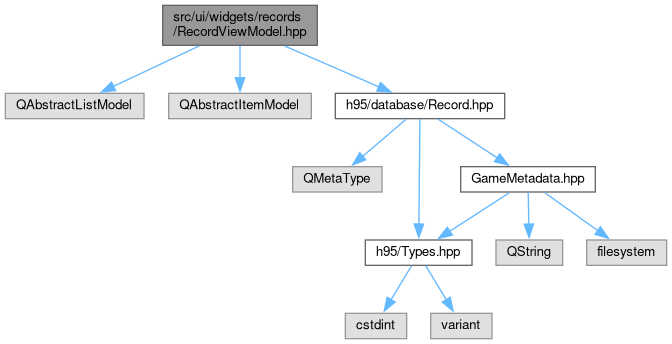 src/ui/widgets/records
/RecordViewModel.hpp
QAbstractListModel
QAbstractItemModel
h95/database/Record.hpp
QMetaType
GameMetadata.hpp
h95/Types.hpp
QString
filesystem
cstdint
variant